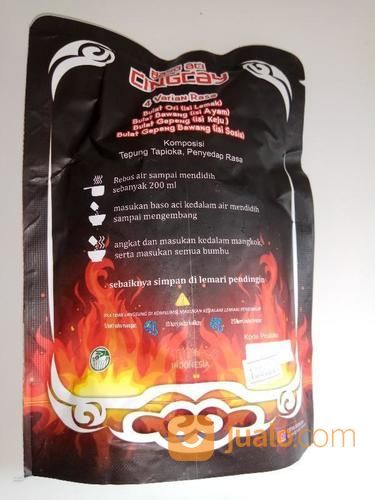 BASO ACI
CINGCAY
4 Varian Rasa
Bulat Ori (isi Lemak)
Bulat Bawang (isi Ayam)
Bulat Gepeng (isi Keju)
Bulat Gepeng Bawang (isi Sosis)
Komposisi
Tepung Tapioka, Penyedap Rasa
Rebus air sampai mendidih
sebanyak 200 ml
masukan baso aci kedalam air mendidih
sampai mengembang
angkat dan masukan kedalam mangkok,
serta masukan semua bumbu
sebaiknya simpan di lemari pendingin
Kode Produksi
INDONESIA
jualo.com